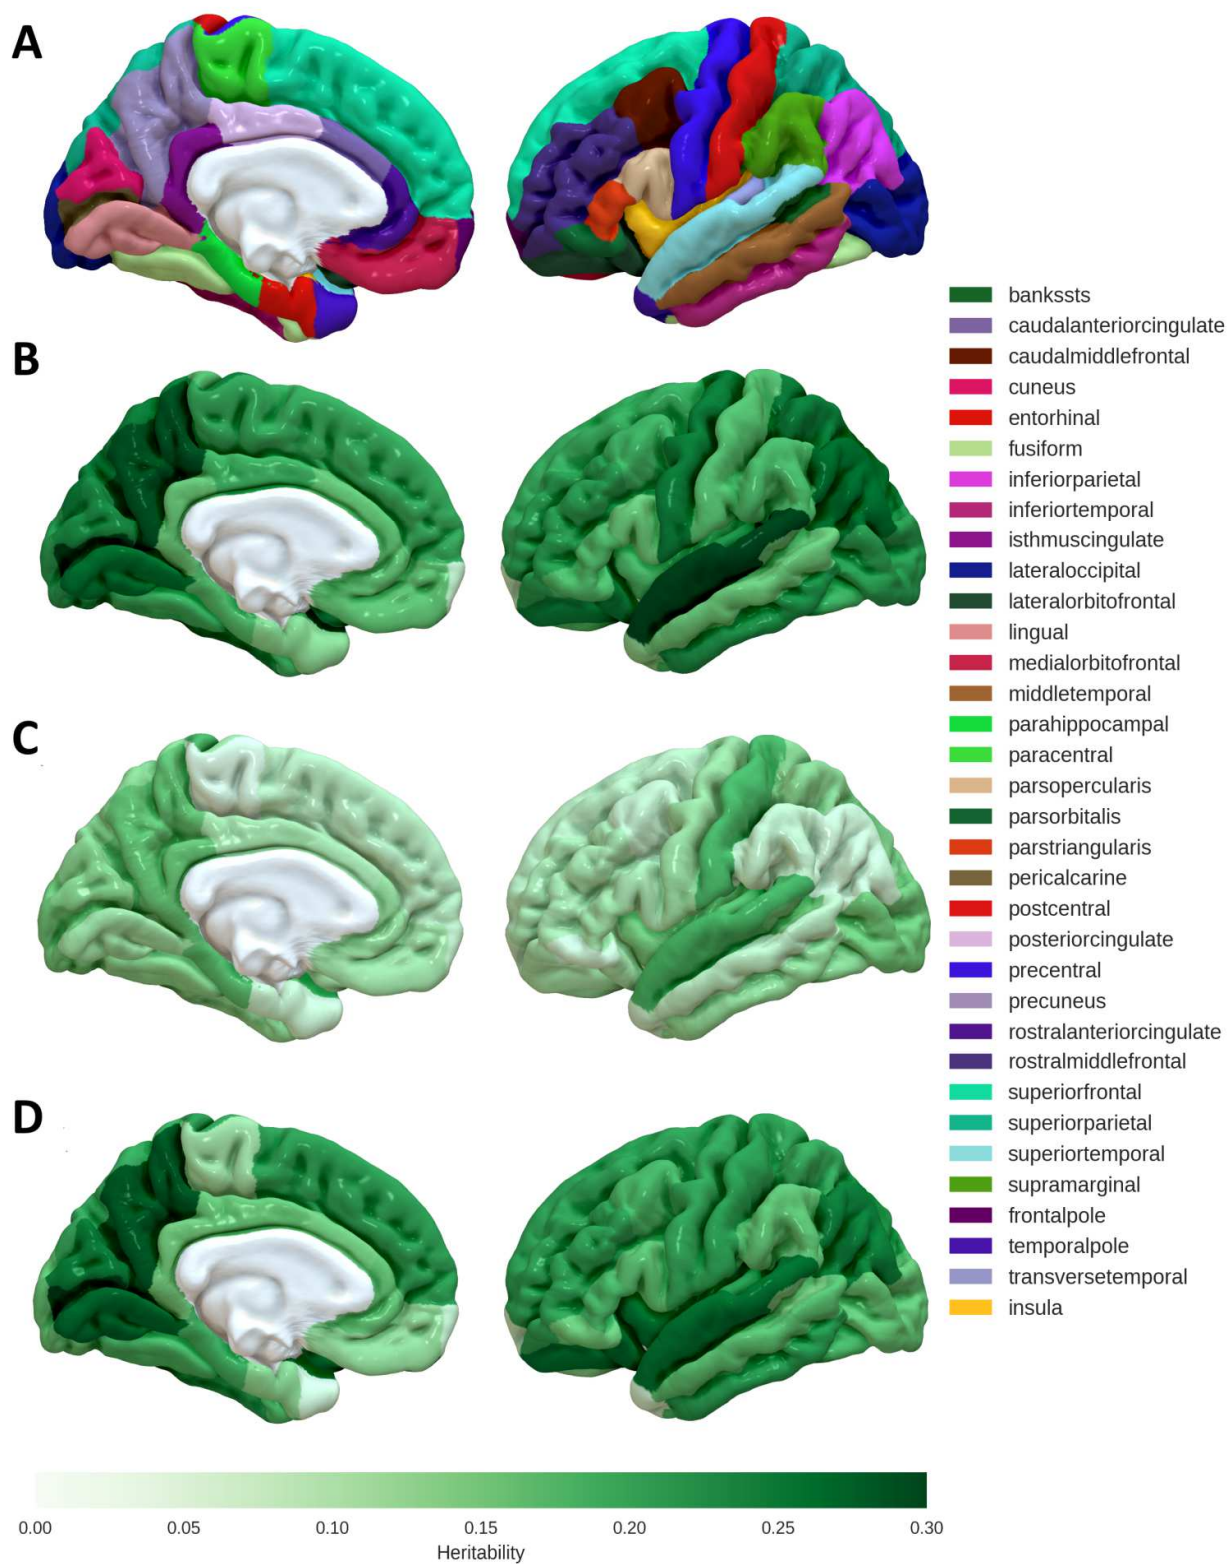 A
B
C
D
bankssts
caudalanteriorcingulate
caudalmiddlefrontal
cuneus
entorhinal
fusiform
inferiorparietal
inferiortemporal
isthmuscingulate
lateraloccipital
lateralorbitofrontal
lingual
medialorbitofrontal
middletemporal
parahippocampal
paracentral
parsopercularis
parsorbitalis
parstriangularis
pericalcarine
postcentral
posteriorcingulate
precentral
precuneus
rostralanteriorcingulate
rostralmiddlefrontal
superiorfrontal
superiorparietal
superiortemporal
supramarginal
frontalpole
temporalpole
transversetemporal
insula
0.00 0.05 0.10 0.15 0.20 0.25 0.30
Heritability